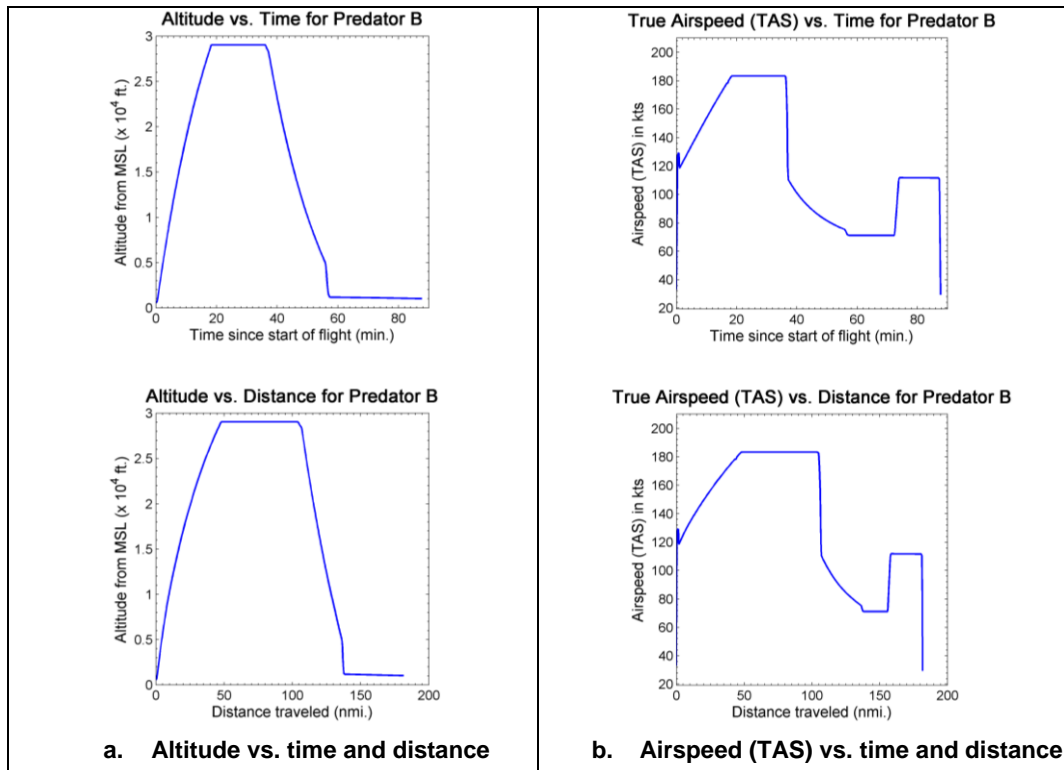 Altitude vs. Time for Predator B
Altitude from MSL (x 10^4 ft.)
3
2.5
2
1.5
1
0.5
0
0 20 40 60 80
Time since start of flight (min.)
Altitude vs. Distance for Predator B
Altitude from MSL (x 10^4 ft.)
3
2.5
2
1.5
1
0.5
0
0 50 100 150 200
Distance traveled (nmi.)
a. Altitude vs. time and distance
True Airspeed (TAS) vs. Time for Predator B
Airspeed (TAS) in kts
200
180
160
140
120
100
80
60
40
20
0 20 40 60 80
Time since start of flight (min.)
True Airspeed (TAS) vs. Distance for Predator B
Airspeed (TAS) in kts
200
180
160
140
120
100
80
60
40
20
0 50 100 150 200
Distance traveled (nmi.)
b. Airspeed (TAS) vs. time and distance